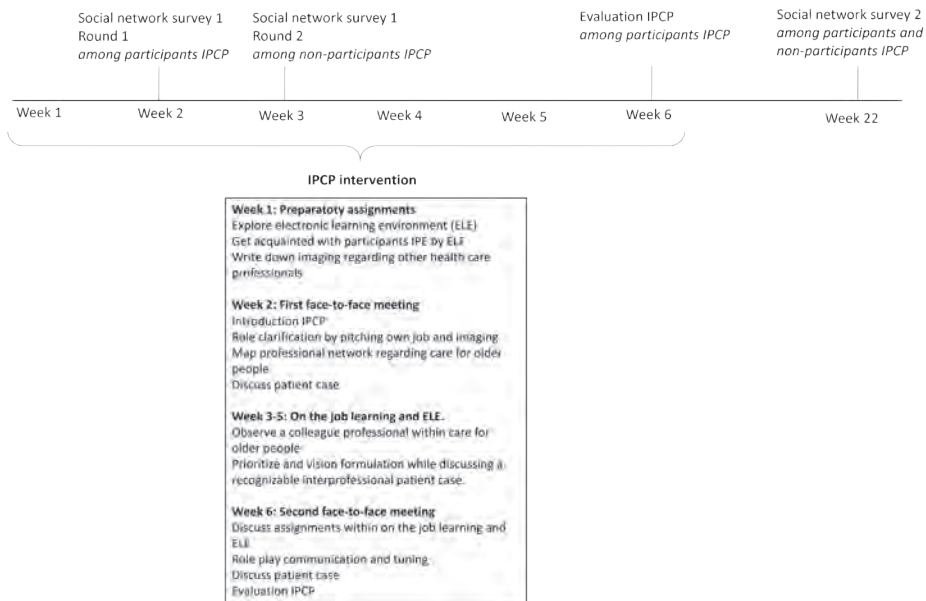 Social network survey 1
Round 1
among participants IPCP
Social network survey 1
Round 2
among non-participants IPCP
Evaluation IPCP
among participants IPCP
Social network survey 2
among participants and
non-participants IPCP
Week 1
Week 2
Week 3
Week 4
Week 5
Week 6
Week 22
IPCP intervention
Week 1: Preparatoty assignments
Explore electronic learning environment (ELE)
Get acquainted with participants IPE by ELE
Write down imaging regarding other health care
professionals
Week 2: First face-to-face meeting
Introduction IPCP
Role clarification by pitching own job and imaging
Map professional network regarding care for older
people
Discuss patient case
Week 3-5: On the job learning and ELE.
Observe a colleague professional within care for
older people
Prioritize and vision formulation while discussing a
recognizable interprofessional patient case.
Week 6: Second face-to-face meeting
Discuss assignments within on the job learning and
ELE
Role play communication and tuning
Discuss patient case
Evaluation IPCP